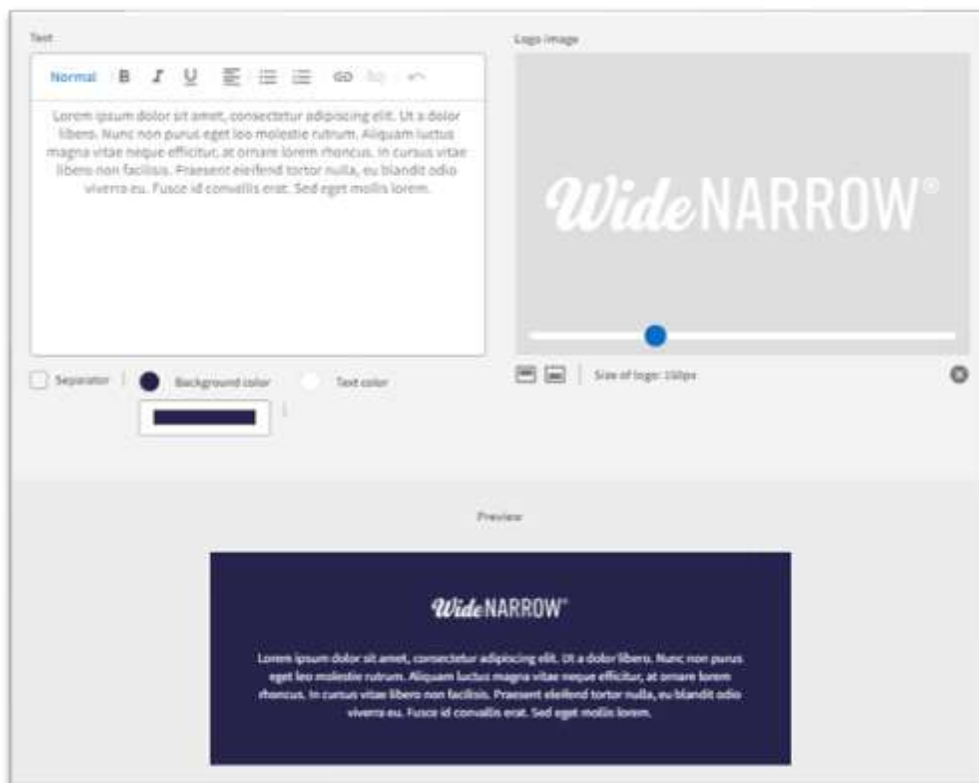 Text
Normal B I U
Lorem ipsum dolor sit amet, consectetur adipiscing elit. Ut a dolor
libero. Nunc non purus eget leo molestie rutrum. Aliquam luctus
magna vitae neque efficitur, at ornare lorem rhoncus. In cursus vitae
libero non facilisis. Praesent eleifend tortor nulla, eu blandit odio
viverra eu. Fusce id convallis erat. Sed eget mollis lorem.
Separator
Background color
Text color
Logo image
Wide NARROW®
Size of logo: 150px
Preview
Wide NARROW®
Lorem ipsum dolor sit amet, consectetur adipiscing elit. Ut a dolor libero. Nunc non purus
eget leo molestie rutrum. Aliquam luctus magna vitae neque efficitur, at ornare lorem
rhoncus. In cursus vitae libero non facilisis. Praesent eleifend tortor nulla, eu blandit odio
viverra eu. Fusce id convallis erat. Sed eget mollis lorem.